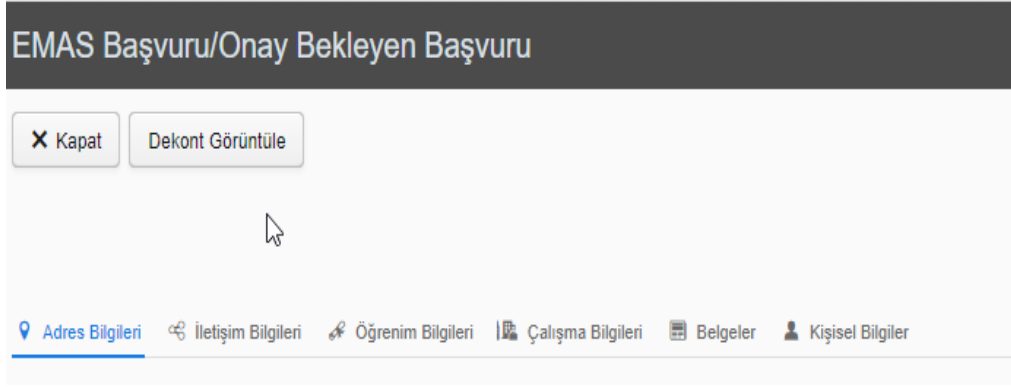 EMAS Başvuru/Onay Bekleyen Başvuru
Kapat Dekont Görüntüle
Adres Bilgileri İletişim Bilgileri Öğrenim Bilgileri Çalışma Bilgileri Belgeler Kişisel Bilgiler